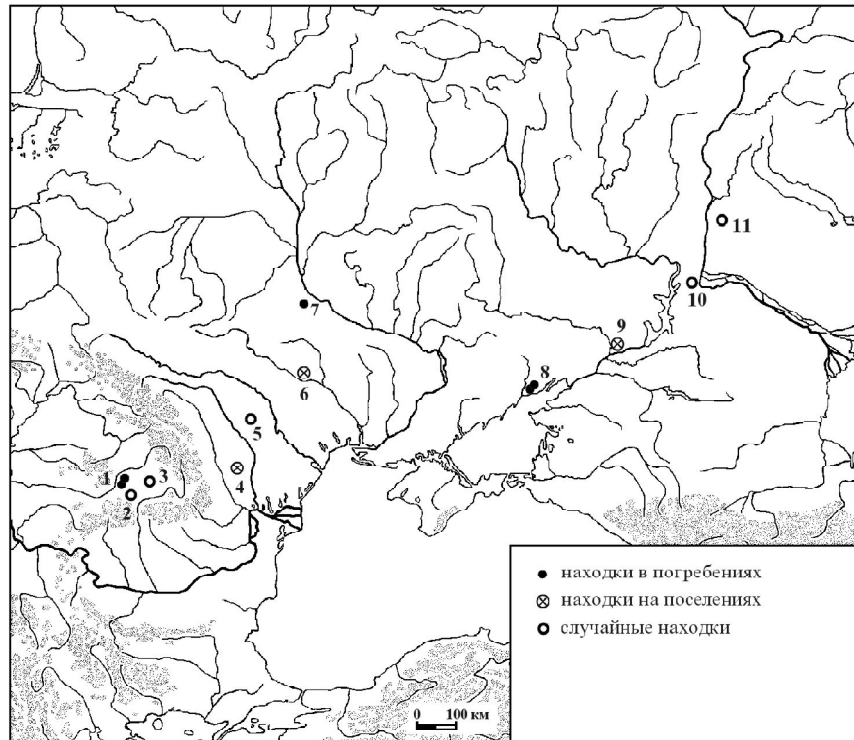 11
10
7
9
8
6
5
4
1
3
2
находки в погребениях
находки на поселениях
случайные находки
0 100 км